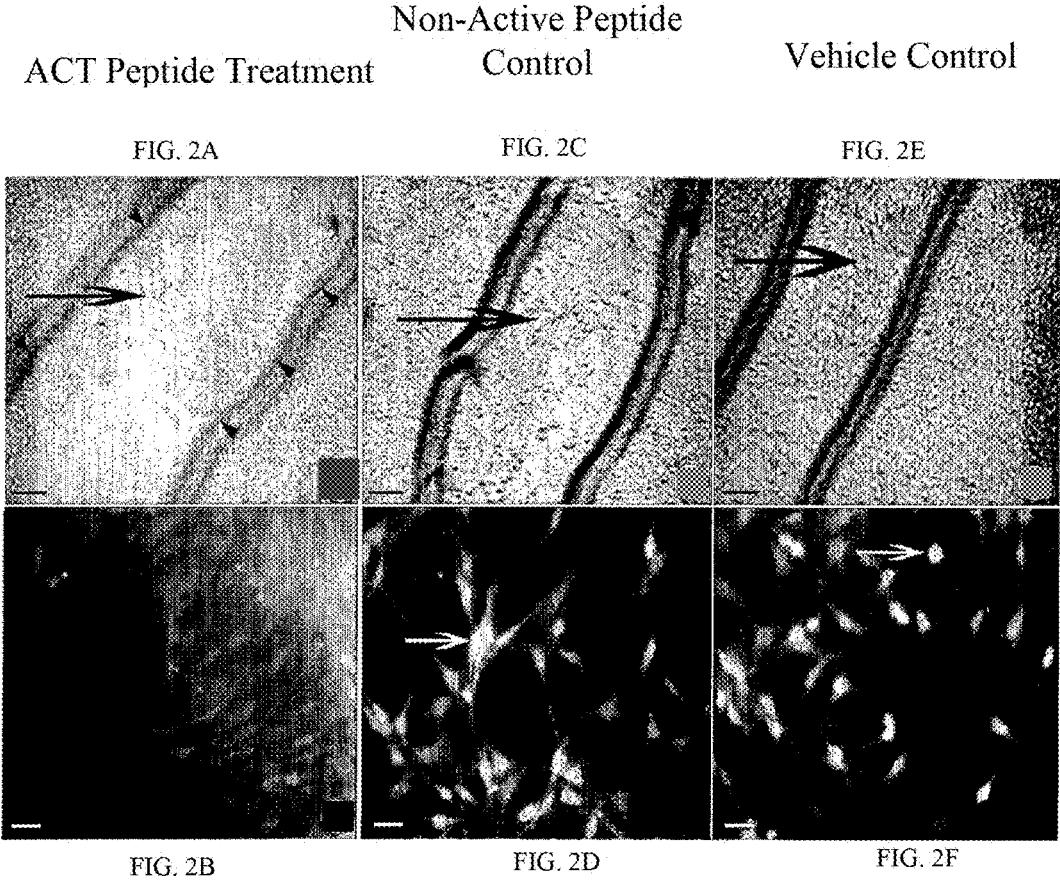 ACT Peptide Treatment
Non-Active Peptide
Control
Vehicle Control
FIG. 2A
FIG. 2C
FIG. 2E
FIG. 2B
FIG. 2D
FIG. 2F